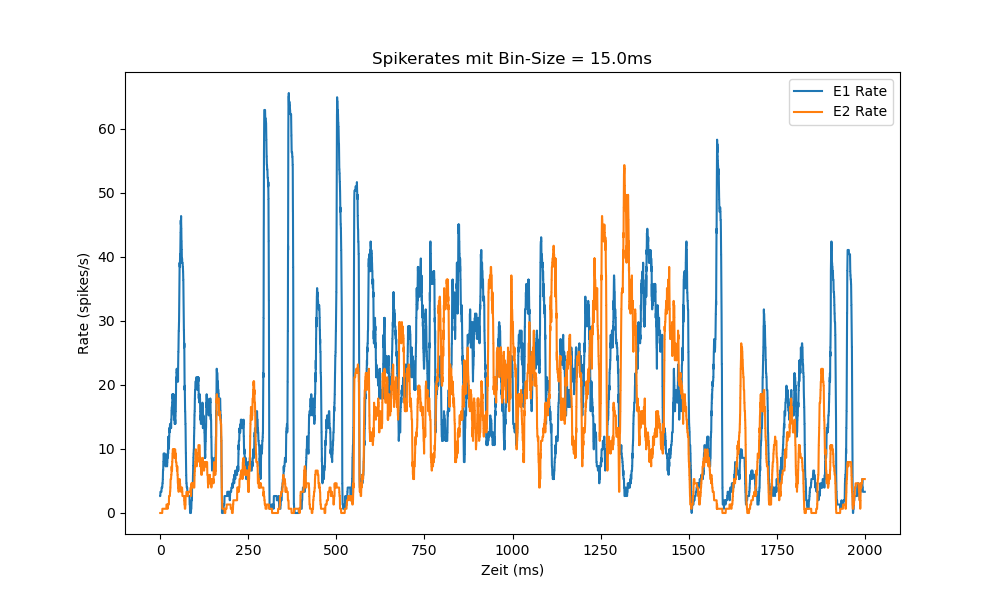 Spikerates mit Bin-Size = 15.0ms
E1 Rate
E2 Rate
Rate (spikes/s)
60
50
40
30
20
10
0
0 250 500 750 1000 1250 1500 1750 2000
Zeit (ms)